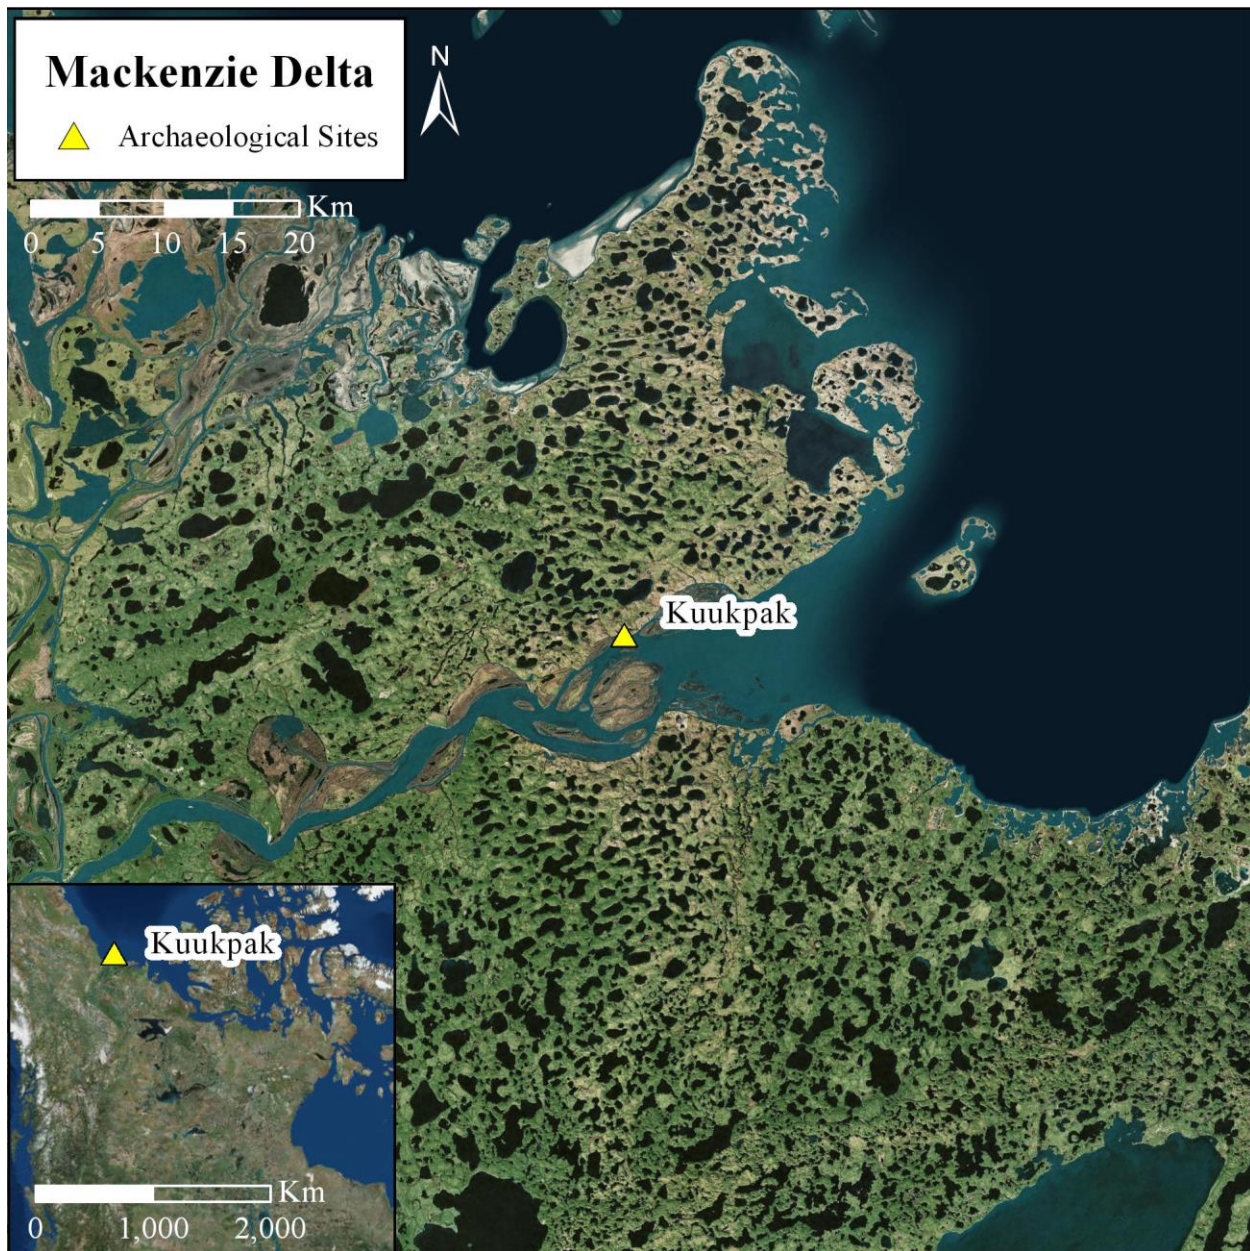 Mackenzie Delta
Archaeological Sites
N
Km
0 5 10 15 20
Kuukpak
Kuukpak
Km
0 1,000 2,000